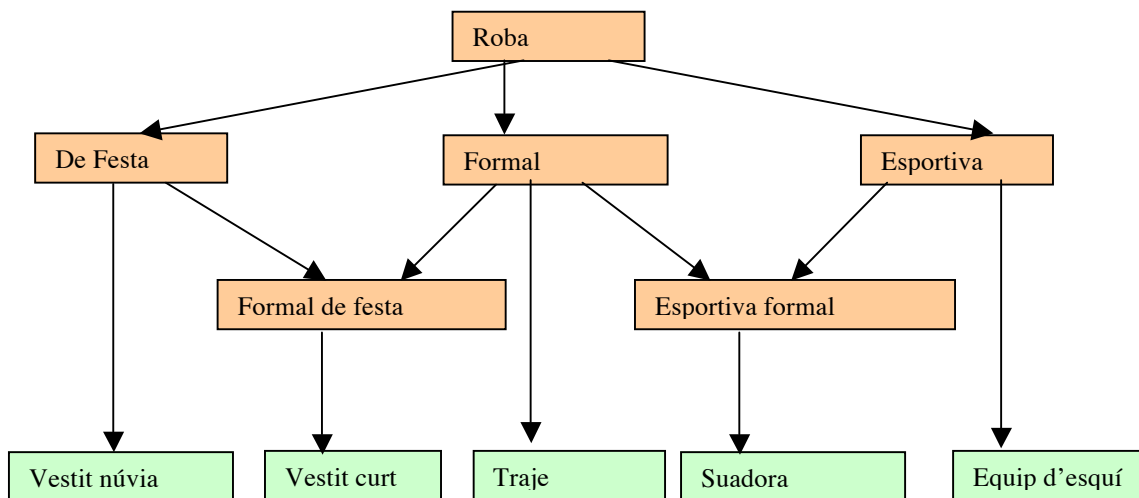 Roba
De Festa
Formal
Esportiva
Formal de festa
Esportiva formal
Vestit núvia
Vestit curt
Traje
Suadora
Equip d'esquí